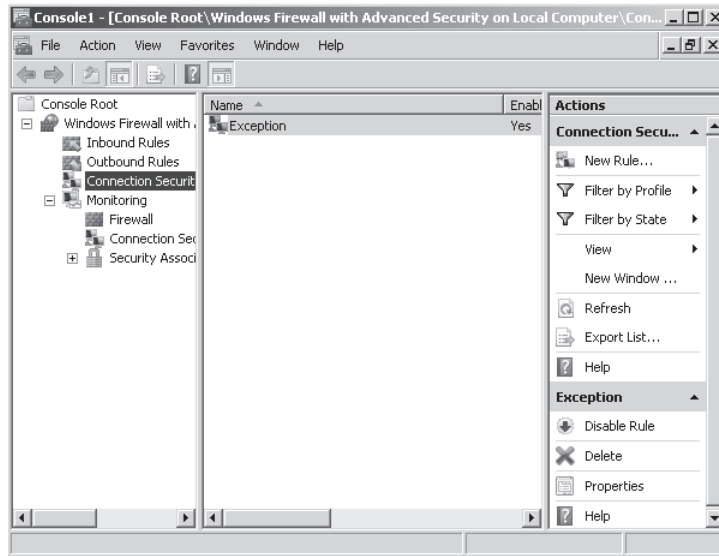 Console1 - [Console Root\Windows Firewall with Advanced Security on Local Computer\Con...
File Action View Favorites Window Help
Console Root
Windows Firewall with
Inbound Rules
Outbound Rules
Connection Securit
Monitoring
Firewall
Connection Sec
Security Associ
Name
Enabl
Exception
Yes
Actions
Connection Secu...
New Rule...
Filter by Profile
Filter by State
View
New Window ...
Refresh
Export List...
Help
Exception
Disable Rule
Delete
Properties
Help